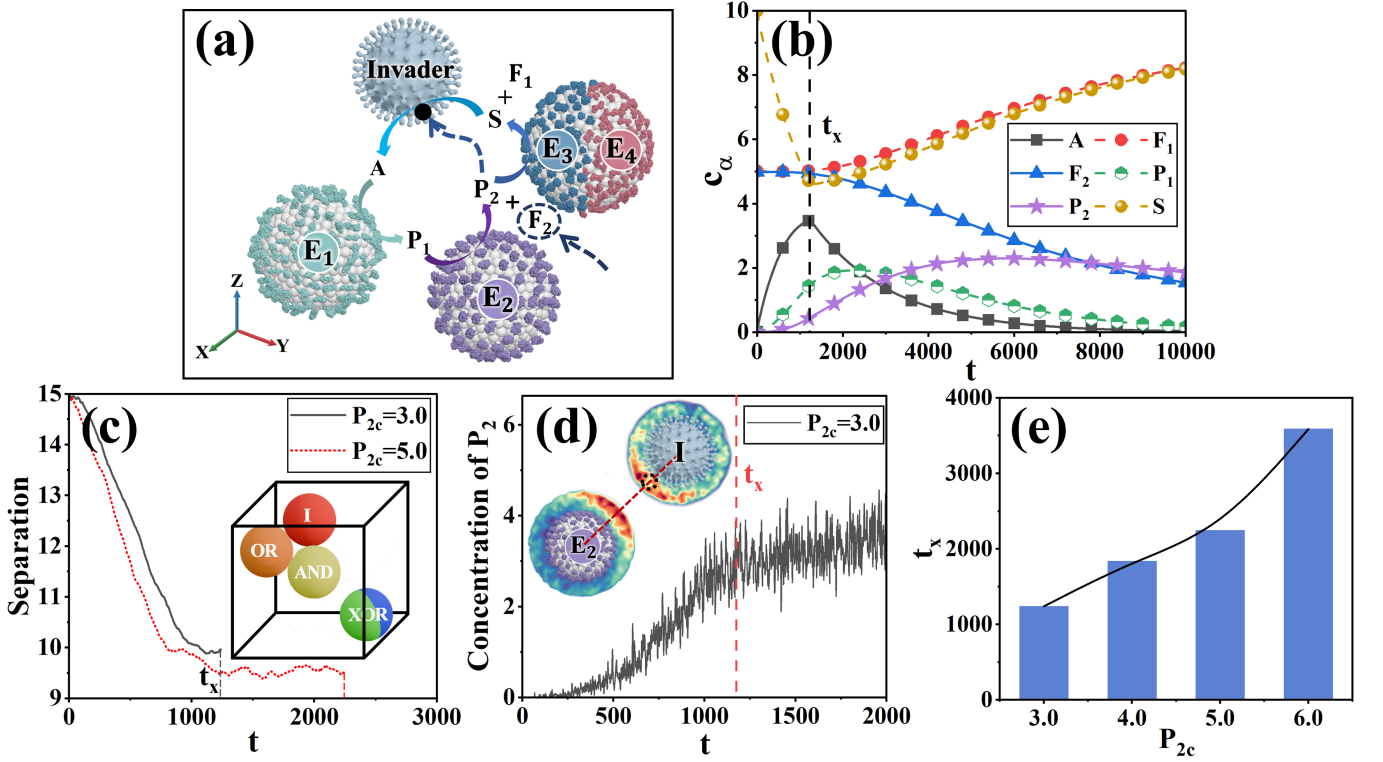 (a)
Invader
F₁
+
S
E₃ E₄
A
P₂ +
F₂
E₁
P₁
E₂
Z
X
Y
(b)
10
8
6
4
2
0
cα
tₓ
A F₁
F₂ P₁
P₂ S
0 2000 4000 6000 8000 10000
t
(c)
15
14
13
12
11
10
9
Separation
P₂c=3.0
P₂c=5.0
I
OR
AND
XOR
tₓ
0 1000 2000 3000
t
(d)
6
4
2
0
Concentration of P₂
P₂c=3.0
I
E₂
tₓ
0 500 1000 1500 2000
t
(e)
4000
3000
2000
1000
0
tₓ
3.0 4.0 5.0 6.0
P₂c